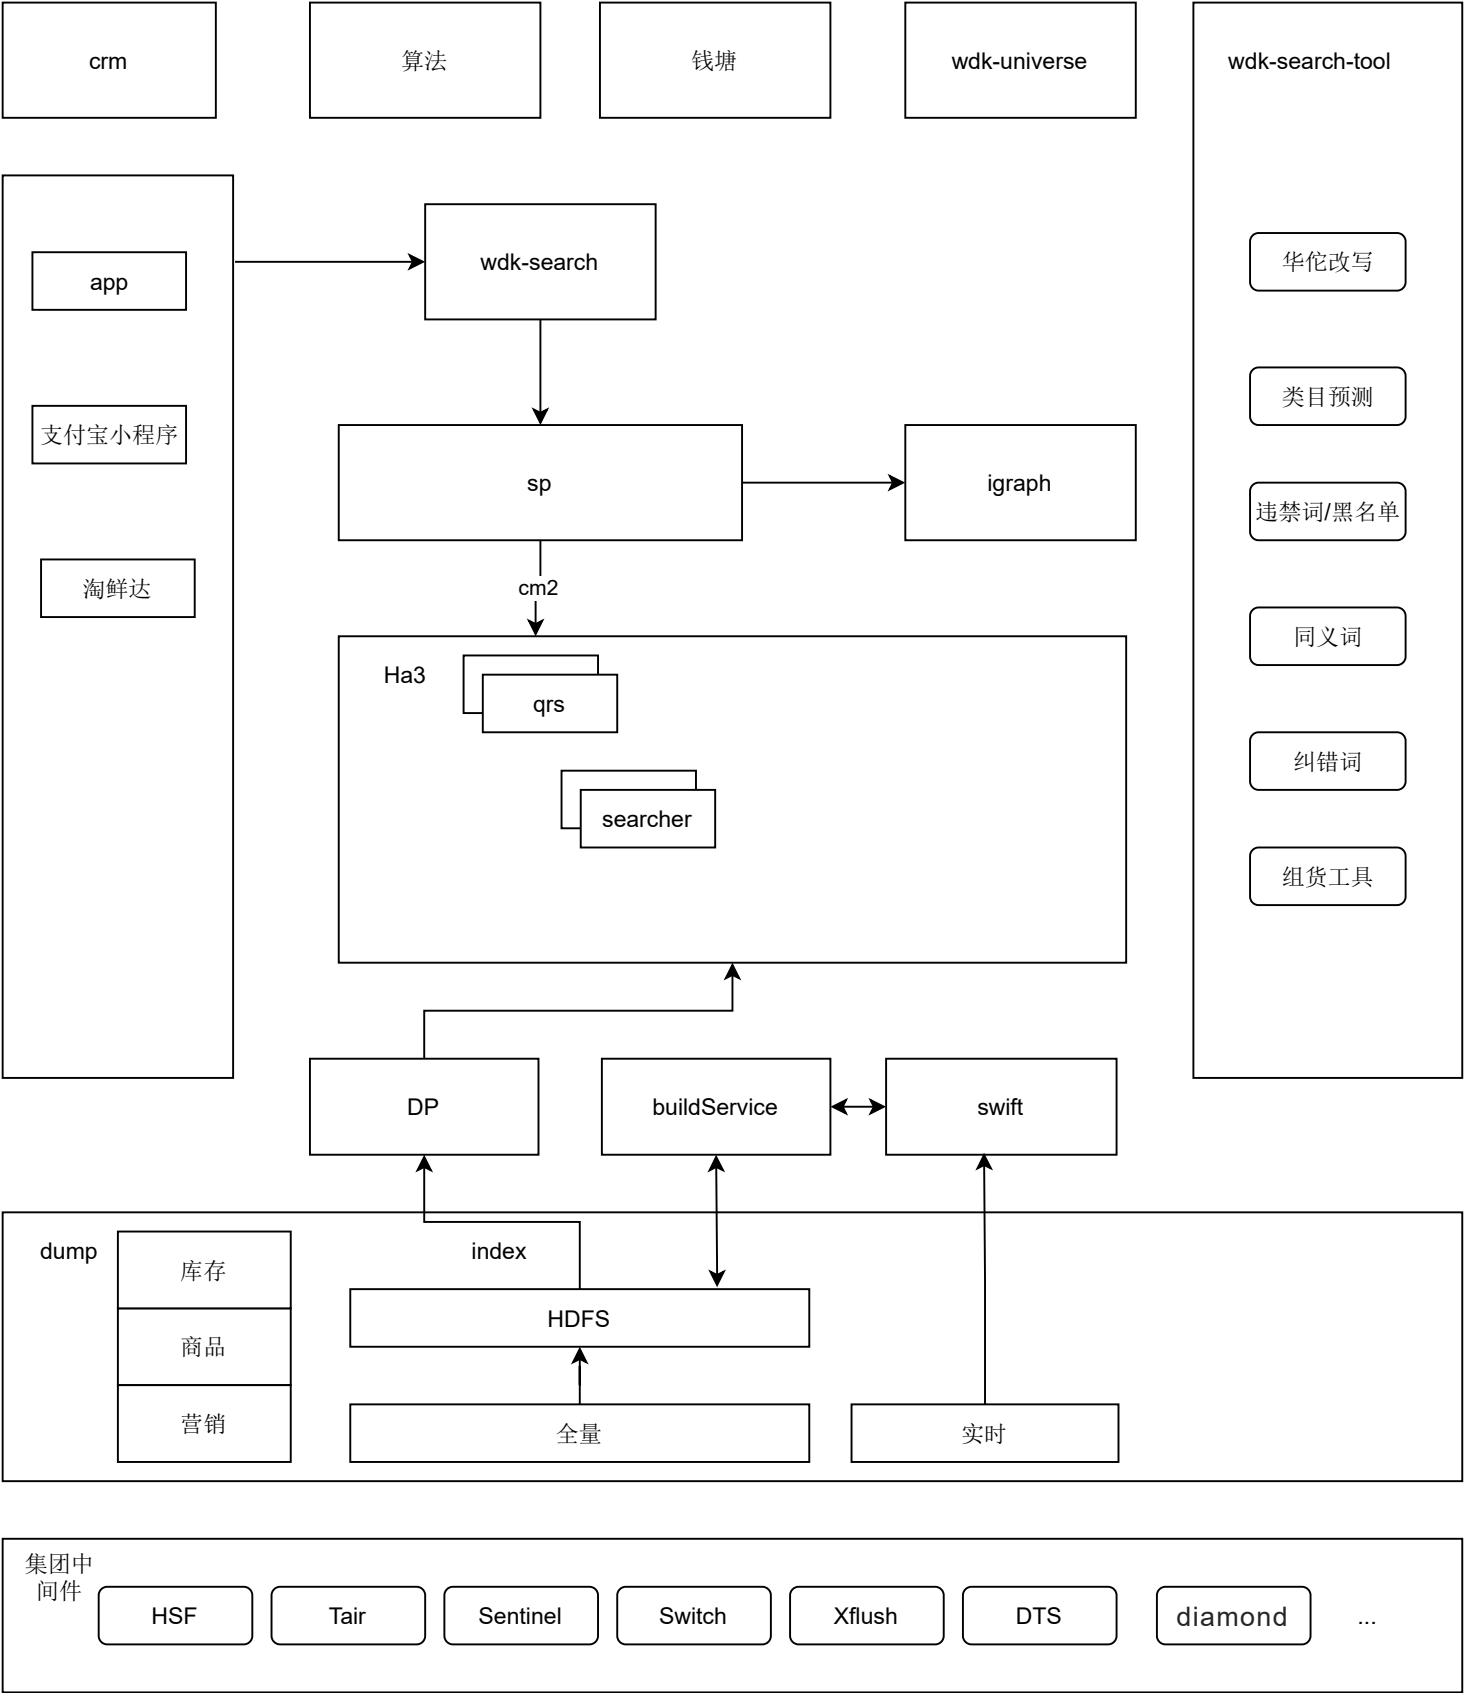 crm
算法
钱塘
wdk-universe
wdk-search-tool
app
支付宝小程序
淘鲜达
wdk-search
sp
igraph
cm2
Ha3
qrs
searcher
华佗改写
类目预测
违禁词/黑名单
同义词
纠错词
组货工具
DP
buildService
swift
dump
库存
商品
营销
index
HDFS
全量
实时
集团中
间件
HSF
Tair
Sentinel
Switch
Xflush
DTS
diamond
...